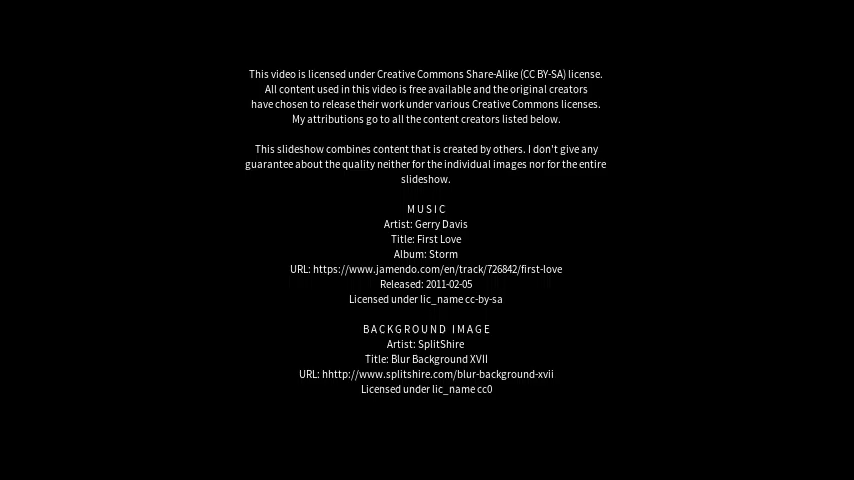 This video is licensed under Creative Commons Share-Alike (CC BY-SA) license.
All content used in this video is free available and the original creators
have chosen to release their work under various Creative Commons licenses.
My attributions go to all the content creators listed below.
This slideshow combines content that is created by others. I don't give any
guarantee about the quality neither for the individual images nor for the entire
slideshow.
MUSIC
Artist: Gerry Davis
Title: First Love
Album: Storm
URL: https://www.jamendo.com/en/track/726842/first-love
Released: 2011-02-05
Licensed under lic_name cc-by-sa
BACKGROUND IMAGE
Artist: SplitShire
Title: Blur Background XVII
URL: hhttp://www.splitshire.com/blur-background-xvii
Licensed under lic_name cc0